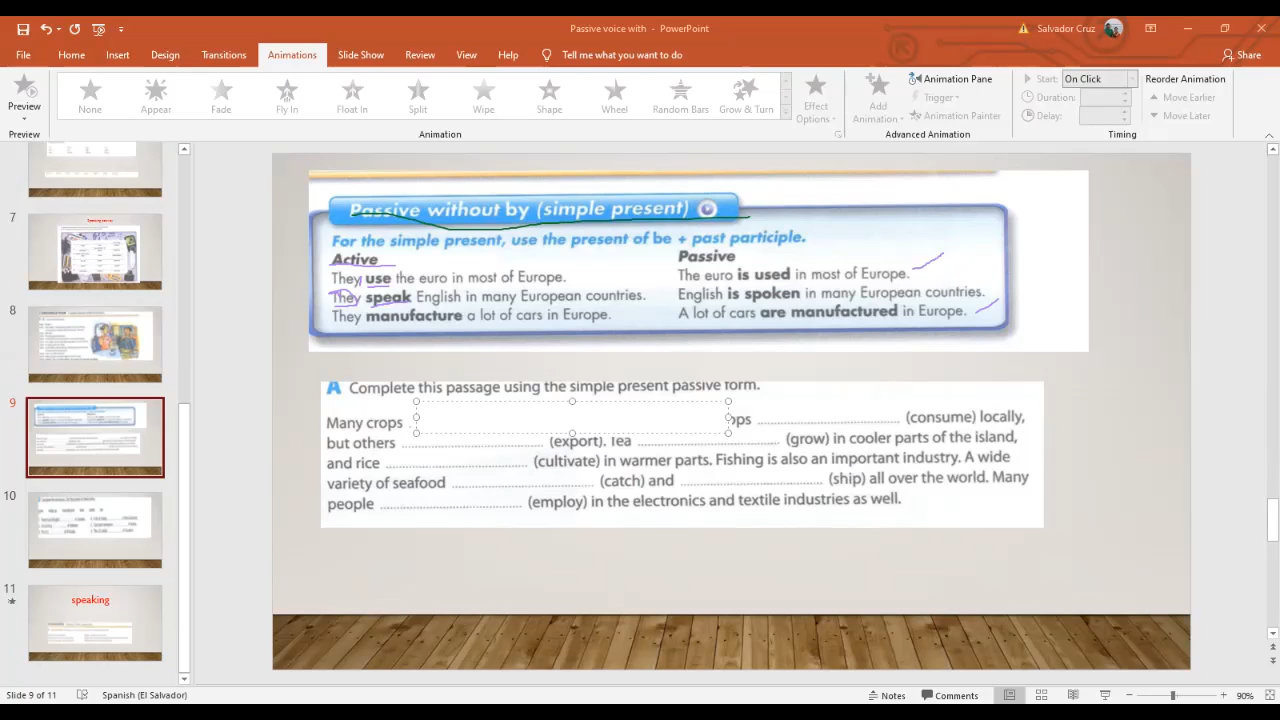 Passive voice with - PowerPoint
Salvador Cruz
File Home Insert Design Transitions Animations Slide Show Review View Help Tell me what you want to do Share
Preview
None Appear Fade Fly In Float In Split Wipe Shape Wheel Random Bars Grow & Turn
Effect Options
Add Animation
Animation Pane
Trigger
Animation Painter
Start: On Click
Duration:
Delay:
Reorder Animation
Move Earlier
Move Later
Preview Animation Advanced Animation Timing
7
8
9
10
11
speaking
Passive without by (simple present)
For the simple present, use the present of be + past participle.
Active Passive
They use the euro in most of Europe. The euro is used in most of Europe.
They speak English in many European countries. English is spoken in many European countries.
They manufacture a lot of cars in Europe. A lot of cars are manufactured in Europe.
A Complete this passage using the simple present passive form.
Many crops ops (consume) locally,
but others (export). Tea (grow) in cooler parts of the island,
and rice (cultivate) in warmer parts. Fishing is also an important industry. A wide
variety of seafood (catch) and (ship) all over the world. Many
people (employ) in the electronics and textile industries as well.
Slide 9 of 11 Spanish (El Salvador) Notes Comments 90%